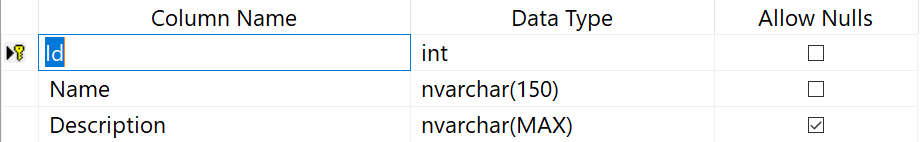 Column Name Data Type Allow Nulls
Id int
Name nvarchar(150)
Description nvarchar(MAX)